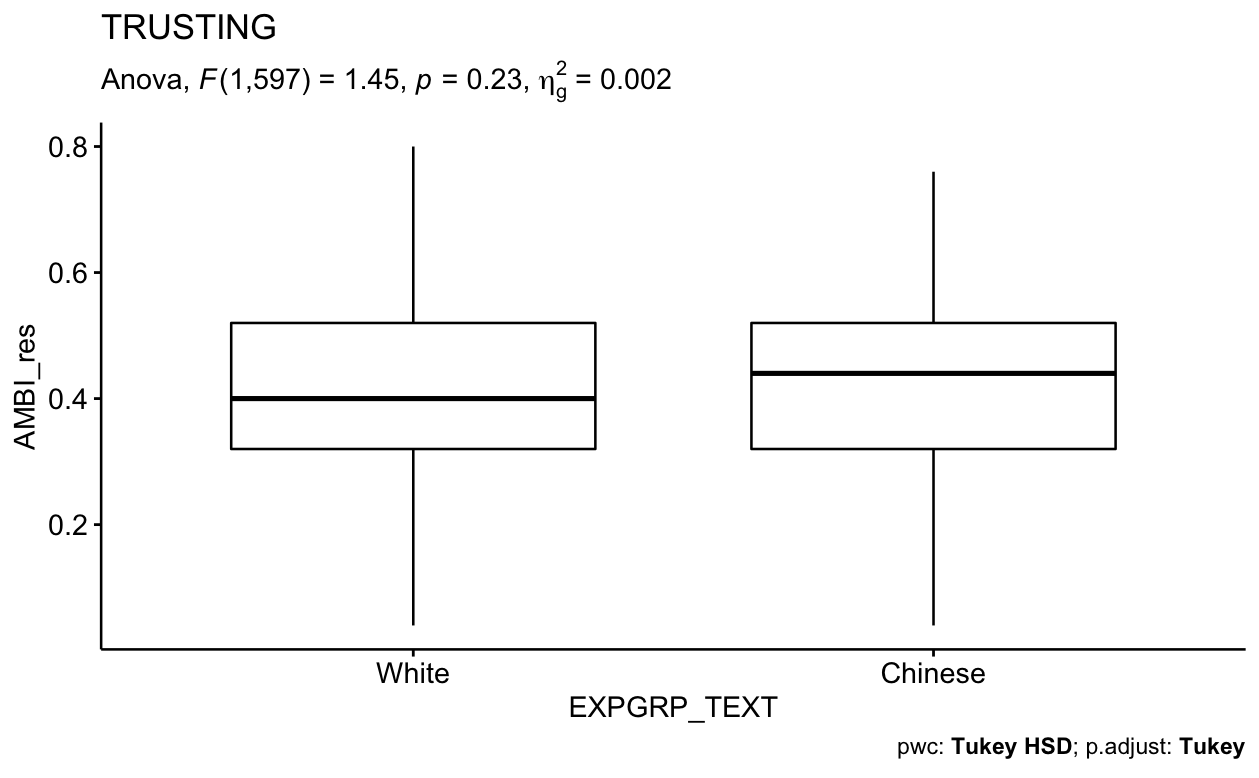 TRUSTING
Anova, F(1,597) = 1.45, p = 0.23, η²g = 0.002
0.8
0.6
0.4
0.2
AMBI_res
White Chinese
EXPGRP_TEXT
pwc: Tukey HSD; p.adjust: Tukey